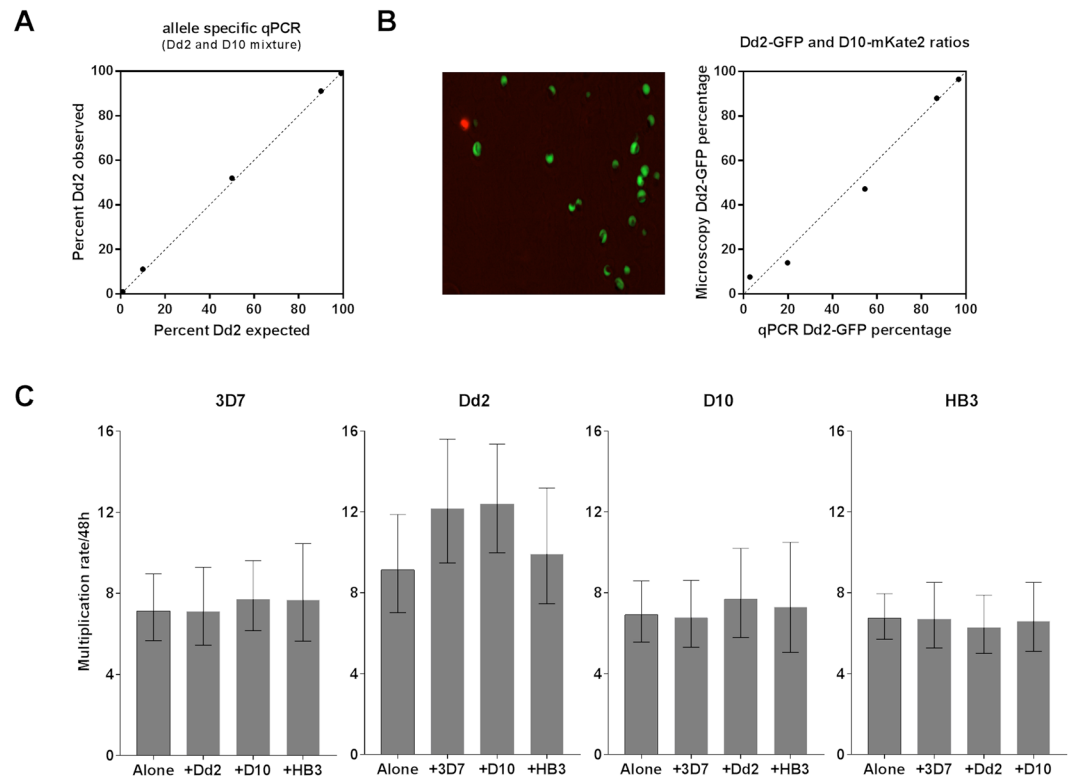 A
allele specific qPCR
(Dd2 and D10 mixture)
100
80
60
40
20
0
Percent Dd2 observed
0 20 40 60 80 100
Percent Dd2 expected
B
Dd2-GFP and D10-mKate2 ratios
100
80
60
40
20
0
Microscopy Dd2-GFP percentage
0 20 40 60 80 100
qPCR Dd2-GFP percentage
C
3D7
16
12
8
4
0
Multiplication rate/48h
Alone +Dd2 +D10 +HB3
Dd2
16
12
8
4
0
Alone +3D7 +D10 +HB3
D10
16
12
8
4
0
Alone +3D7 +Dd2 +HB3
HB3
16
12
8
4
0
Alone +3D7 +Dd2 +D10